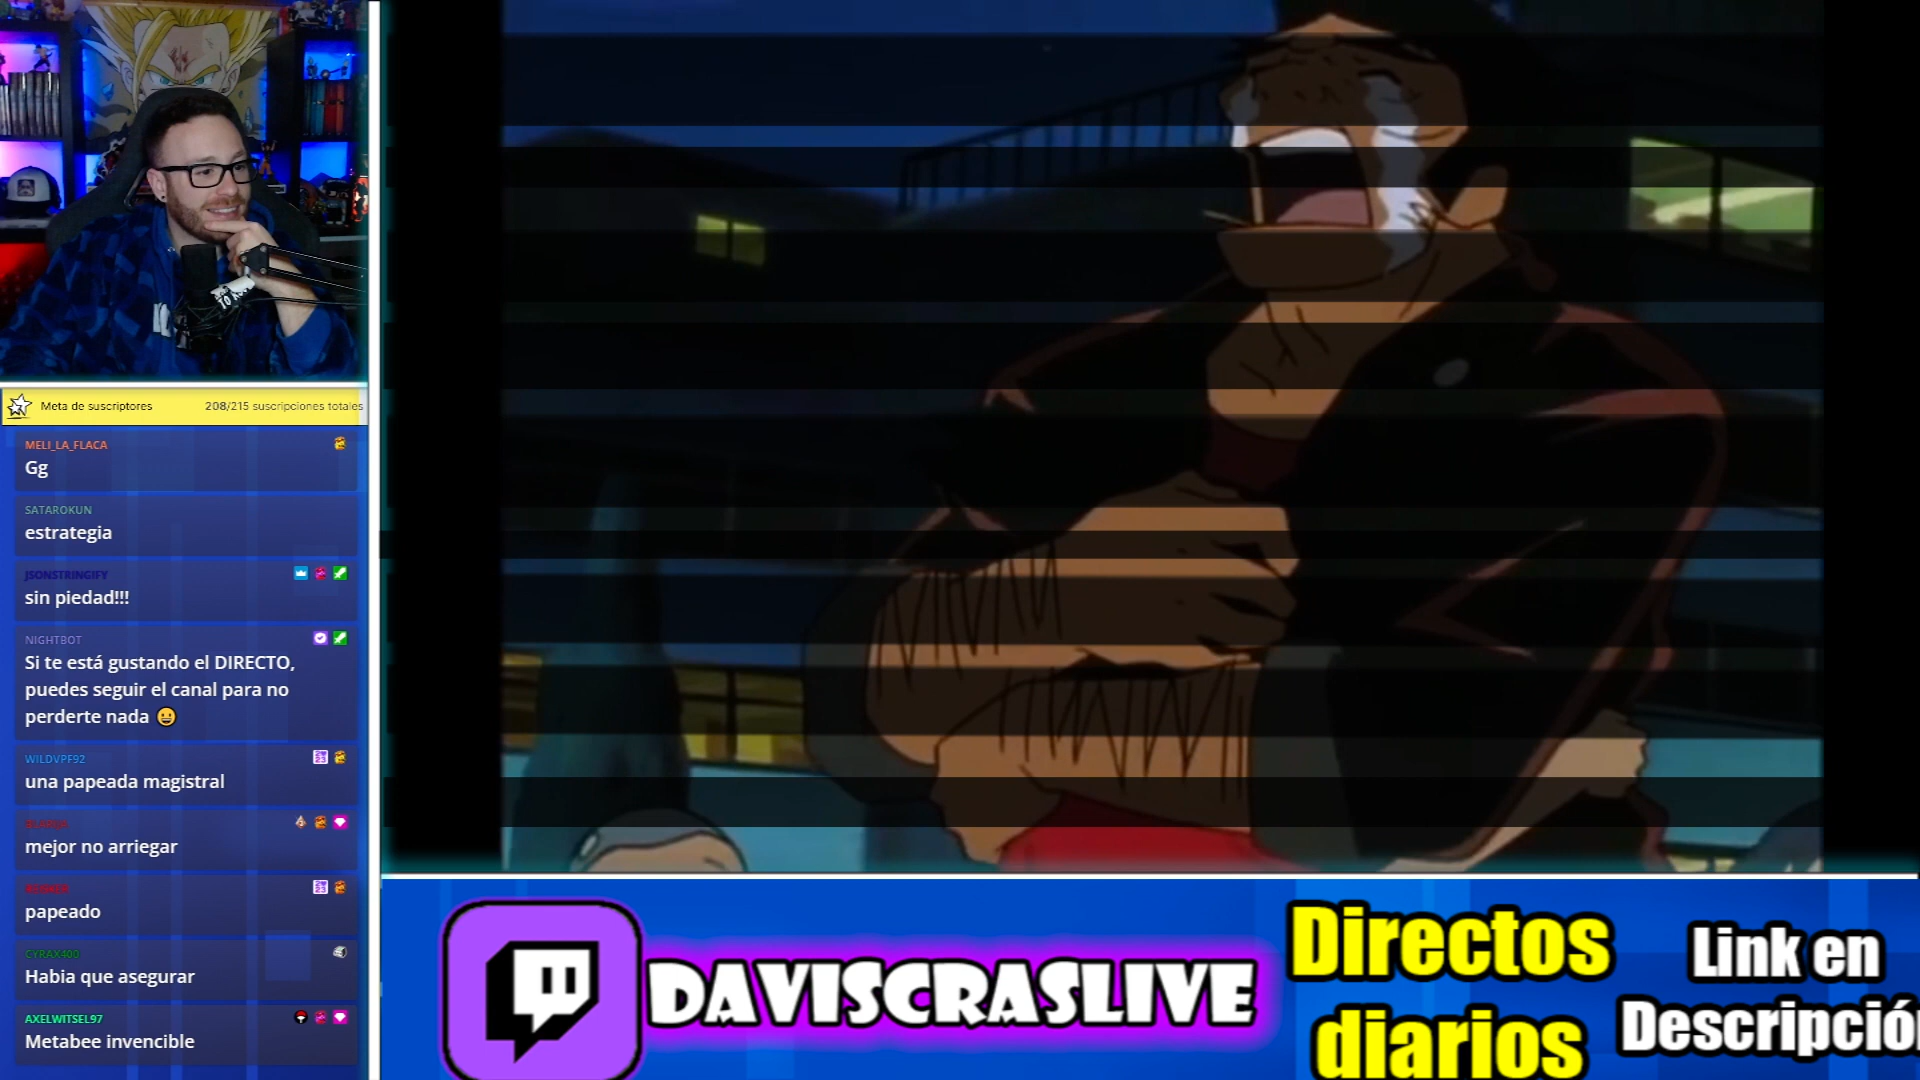 Meta de suscriptores 208/215 suscripciones totales
MELI_LA_FLACA
Gg
SATAROKUN
estrategia
JSONSTRINGIFY
sin piedad!!!
NIGHTBOT
Si te está gustando el DIRECTO,
puedes seguir el canal para no
perderte nada
WILDVPF92
una papeada magistral
mejor no arriegar
papeado
CYRAX400
Habia que asegurar
AXELWITSEL97
Metabee invencible
DAVISCRASLIVE
Directos
diarios
Link en
Descripción